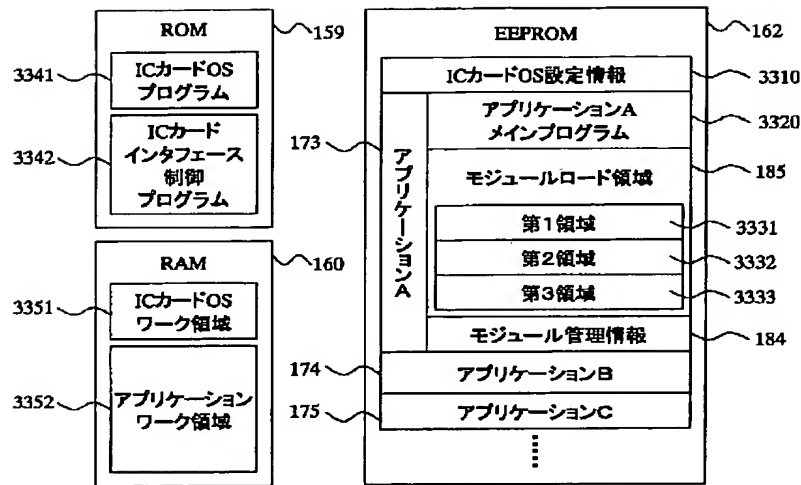 ROM
159
3341
ICカードOS
プログラム
3342
ICカード
インタフェース
制御
プログラム
RAM
160
3351
ICカードOS
ワーク領域
3352
アプリケーション
ワーク領域
EEPROM
162
ICカードOS設定情報
3310
173
アプリケーションA
アプリケーションA
メインプログラム
3320
モジュールロード領域
185
第1領域
3331
第2領域
3332
第3領域
3333
モジュール管理情報
184
174
アプリケーションB
175
アプリケーションC